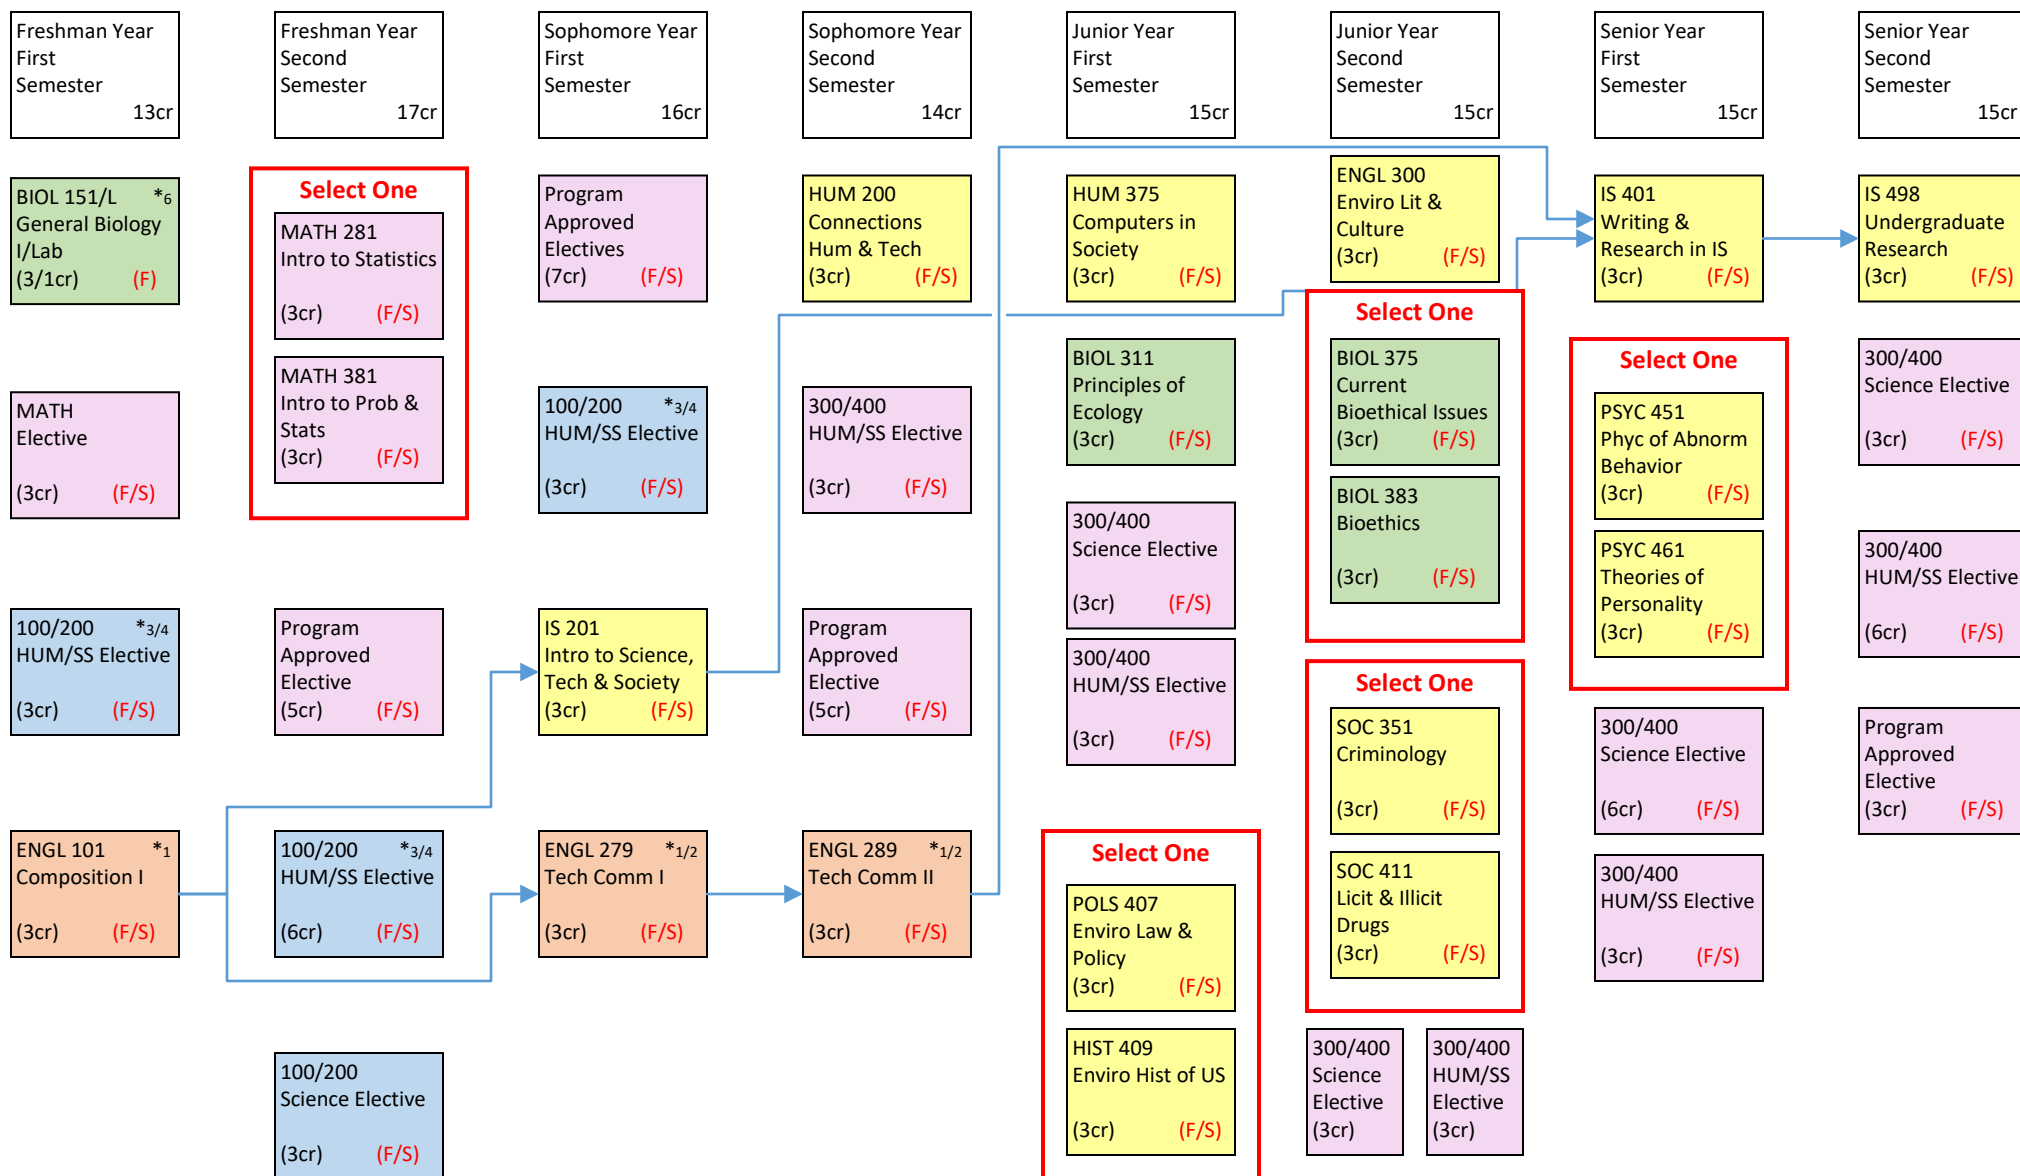 Freshman Year
First
Semester
13cr
Freshman Year
Second
Semester
17cr
Sophomore Year
First
Semester
16cr
Sophomore Year
Second
Semester
14cr
Junior Year
First
Semester
15cr
Junior Year
Second
Semester
15cr
Senior Year
First
Semester
15cr
Senior Year
Second
Semester
15cr
BIOL 151/L *6
General Biology
I/Lab
(3/1cr) (F)
MATH
Elective
(3cr) (F/S)
100/200 *3/4
HUM/SS Elective
(3cr) (F/S)
ENGL 101 *1
Composition I
(3cr) (F/S)
Select One
MATH 281
Intro to Statistics
(3cr) (F/S)
MATH 381
Intro to Prob &
Stats
(3cr) (F/S)
Program
Approved
Elective
(5cr) (F/S)
100/200 *3/4
HUM/SS Elective
(6cr) (F/S)
100/200
Science Elective
(3cr) (F/S)
Program
Approved
Electives
(7cr) (F/S)
100/200 *3/4
HUM/SS Elective
(3cr) (F/S)
IS 201
Intro to Science,
Tech & Society
(3cr) (F/S)
ENGL 279 *1/2
Tech Comm I
(3cr) (F/S)
HUM 200
Connections
Hum & Tech
(3cr) (F/S)
300/400
HUM/SS Elective
(3cr) (F/S)
Program
Approved
Elective
(5cr) (F/S)
ENGL 289 *1/2
Tech Comm II
(3cr) (F/S)
HUM 375
Computers in
Society
(3cr) (F/S)
BIOL 311
Principles of
Ecology
(3cr) (F/S)
300/400
Science Elective
(3cr) (F/S)
300/400
HUM/SS Elective
(3cr) (F/S)
Select One
POLS 407
Enviro Law &
Policy
(3cr) (F/S)
HIST 409
Enviro Hist of US
(3cr) (F/S)
ENGL 300
Enviro Lit &
Culture
(3cr) (F/S)
Select One
BIOL 375
Current
Bioethical Issues
(3cr) (F/S)
BIOL 383
Bioethics
(3cr) (F/S)
Select One
SOC 351
Criminology
(3cr) (F/S)
SOC 411
Licit & Illicit
Drugs
(3cr) (F/S)
300/400
Science
Elective
(3cr)
300/400
HUM/SS
Elective
(3cr)
IS 401
Writing &
Research in IS
(3cr) (F/S)
Select One
PSYC 451
Phyc of Abnorm
Behavior
(3cr) (F/S)
PSYC 461
Theories of
Personality
(3cr) (F/S)
300/400
Science Elective
(6cr) (F/S)
300/400
HUM/SS Elective
(3cr) (F/S)
IS 498
Undergraduate
Research
(3cr) (F/S)
300/400
Science Elective
(3cr) (F/S)
300/400
HUM/SS Elective
(6cr) (F/S)
Program
Approved
Elective
(3cr) (F/S)